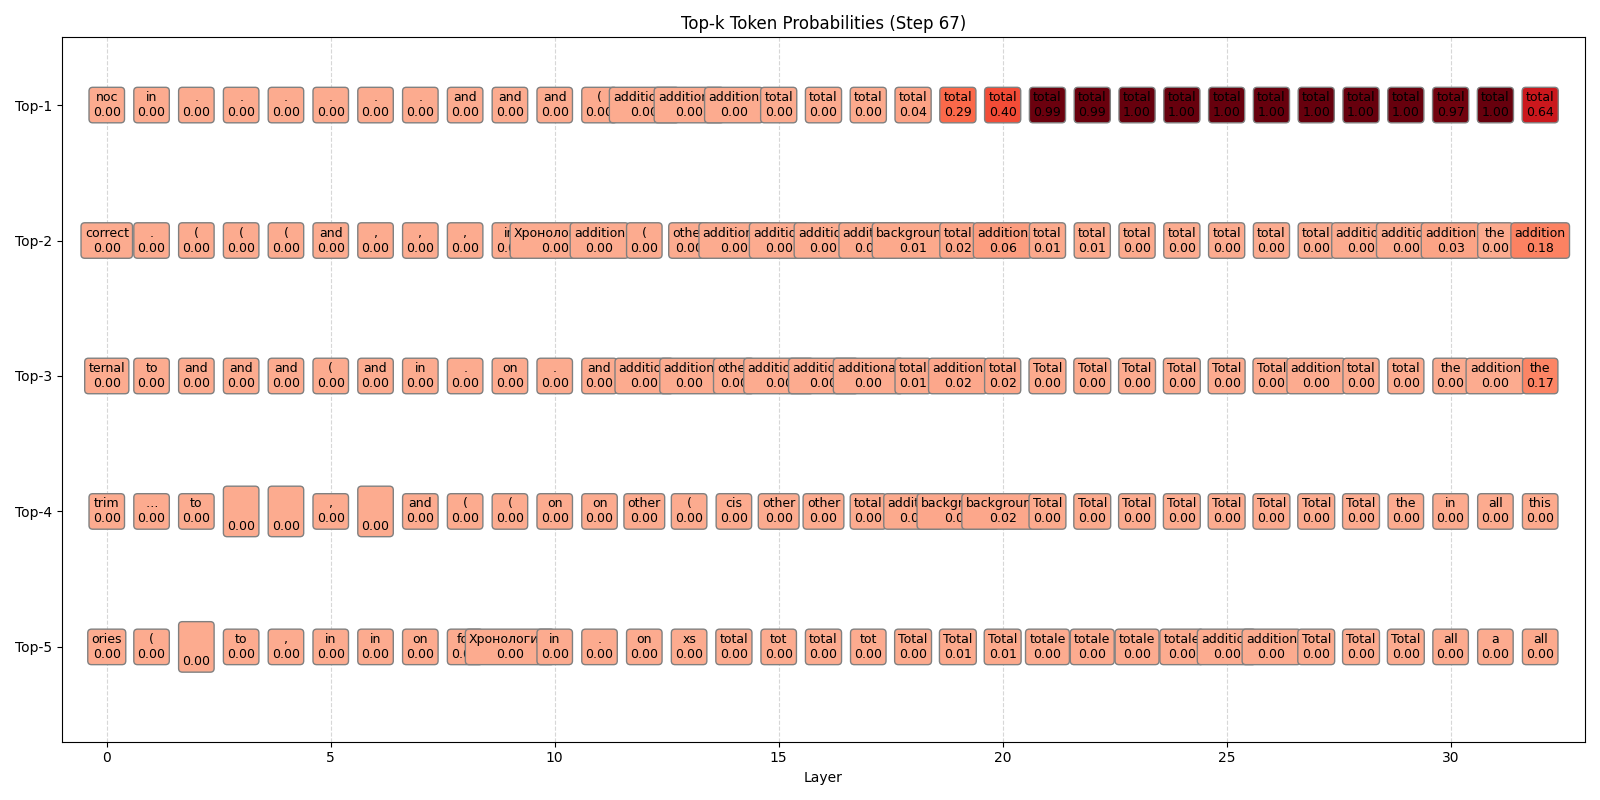 Top-k Token Probabilities (Step 67)
Top-1
noc in . . . . . . and and and ( addition total total total total total total total total total total total total total total total total total total
0.00 0.00 0.00 0.00 0.00 0.00 0.00 0.00 0.00 0.00 0.00 0.00 0.00 0.00 0.00 0.00 0.04 0.29 0.40 0.99 0.99 1.00 1.00 1.00 1.00 1.00 1.00 1.00 0.97 1.00 0.64
Top-2
correct . ( ( ( and , , , addition ( background total addition total total total total total total total addition the addition
0.00 0.00 0.00 0.00 0.00 0.00 0.00 0.00 0.00 0.00 0.00 0.00 0.01 0.02 0.06 0.01 0.01 0.00 0.00 0.00 0.00 0.00 0.03 0.00 0.18
Top-3
ternal to and and and ( and in . on . and addition additional total addition total Total Total Total Total Total Total addition total total the addition the
0.00 0.00 0.00 0.00 0.00 0.00 0.00 0.00 0.00 0.00 0.00 0.00 0.00 0.00 0.01 0.02 0.02 0.00 0.00 0.00 0.00 0.00 0.00 0.00 0.00 0.00 0.00 0.00 0.17
Top-4
trim ... to , and ( ( on on other ( cis other other total background Total Total Total Total Total Total Total Total the in all this
0.00 0.00 0.00 0.00 0.00 0.00 0.00 0.00 0.00 0.00 0.00 0.00 0.00 0.00 0.00 0.00 0.00 0.00 0.02 0.00 0.00 0.00 0.00 0.00 0.00 0.00 0.00 0.00 0.00 0.00 0.00
Top-5
ories ( to , in in on in . on xs total tot total tot Total Total Total totale totale totale totale addition Total Total Total all a all
0.00 0.00 0.00 0.00 0.00 0.00 0.00 0.00 0.00 0.00 0.00 0.00 0.00 0.00 0.00 0.00 0.00 0.00 0.01 0.01 0.00 0.00 0.00 0.00 0.00 0.00 0.00 0.00 0.00 0.00 0.00
0 5 10 15 20 25 30
Layer